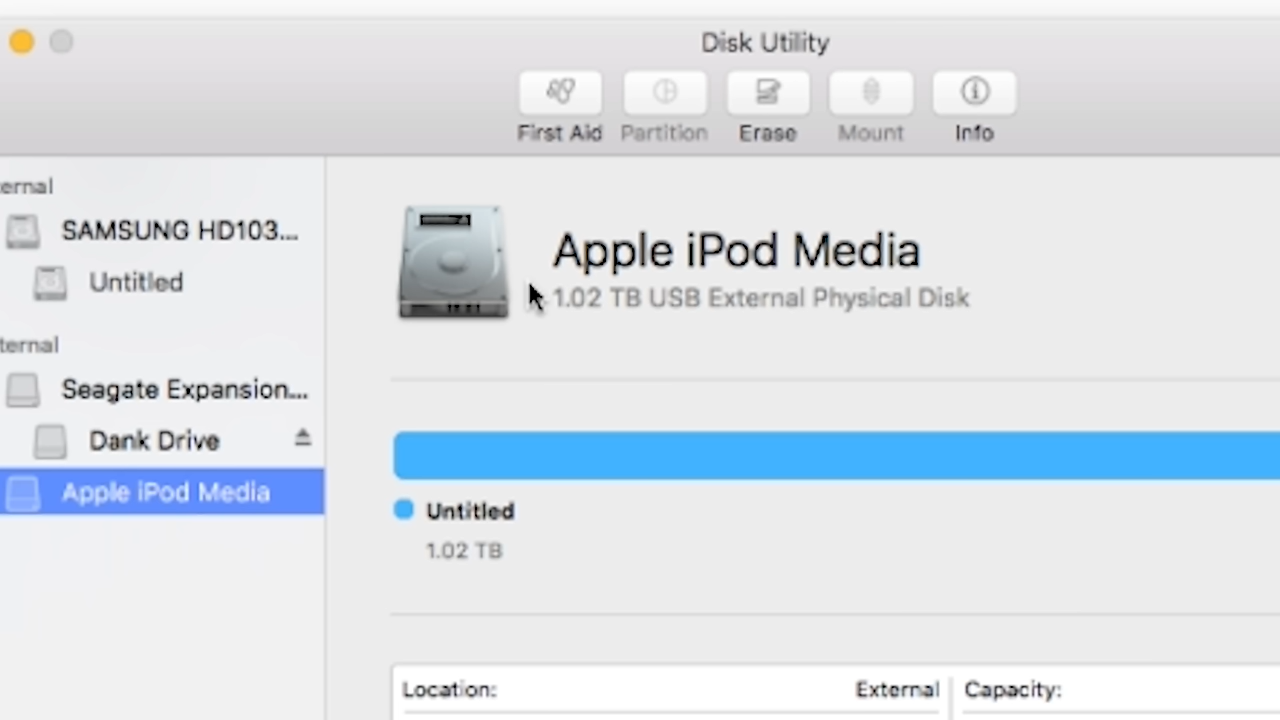 Disk Utility
First Aid Partition Erase Mount Info
ernal
SAMSUNG HD103...
Untitled
ternal
Seagate Expansion...
Dank Drive
Apple iPod Media
Apple iPod Media
1.02 TB USB External Physical Disk
Untitled
1.02 TB
Location: External Capacity: